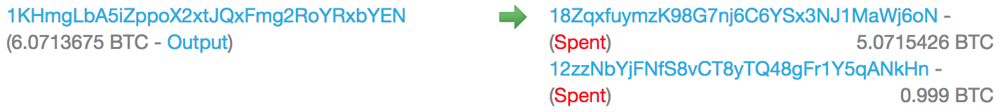 1KHmgLbA5iZppoX2xtJQxFmg2RoYRxbYEN
(6.0713675 BTC - Output)
18ZqxfuymzK98G7nj6C6YSx3NJ1MaWj6oN -
(Spent) 5.0715426 BTC
12zzNbYjFNfS8vCT8yTQ48gFr1Y5qANkHn -
(Spent) 0.999 BTC